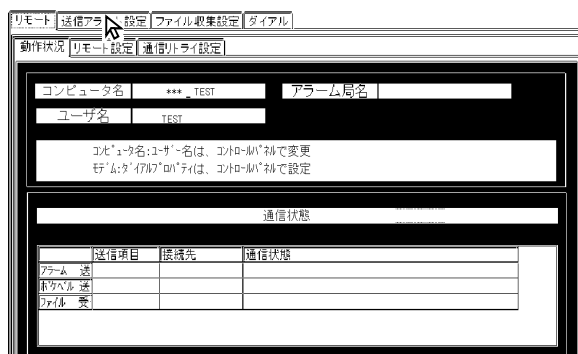 リモート 送信アラーム設定 ファイル収集設定 ダイアル
動作状況 リモート設定 通信リトライ設定
コンピュータ名 ***_TEST アラーム局名
ユーザ名 TEST
コンピュータ名:ユーザー名は、コントロールパネルで変更
モデム:ダイアルプロパティは、コントロールパネルで設定
通信状態
送信項目 接続先 通信状態
アラーム 送
ポケベル 送
ファイル 受